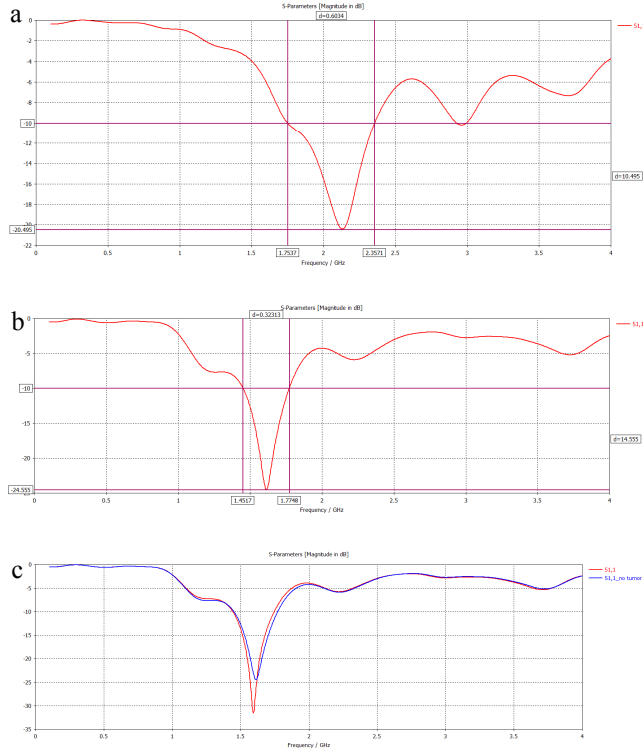 a
S-Parameters [Magnitude in dB]
d=0.6034
S1,
0
-2
-4
-6
-8
-10
-12
-14
-16
-18
-20
-20.495
-22
d=10.495
0 0.5 1 1.5 2 2.5 3 3.5 4
1.7537 2.3571
Frequency / GHz
b
S-Parameters [Magnitude in dB]
d=0.32313
S1,1
0
-5
-10
-15
-20
-24.555
d=14.555
0 0.5 1 1.5 2 2.5 3 3.5 4
1.4517 1.7748
Frequency / GHz
c
S-Parameters [Magnitude in dB]
S1,1
S1,1_no tumor
0
-5
-10
-15
-20
-25
-30
-35
0 0.5 1 1.5 2 2.5 3 3.5 4
Frequency / GHz